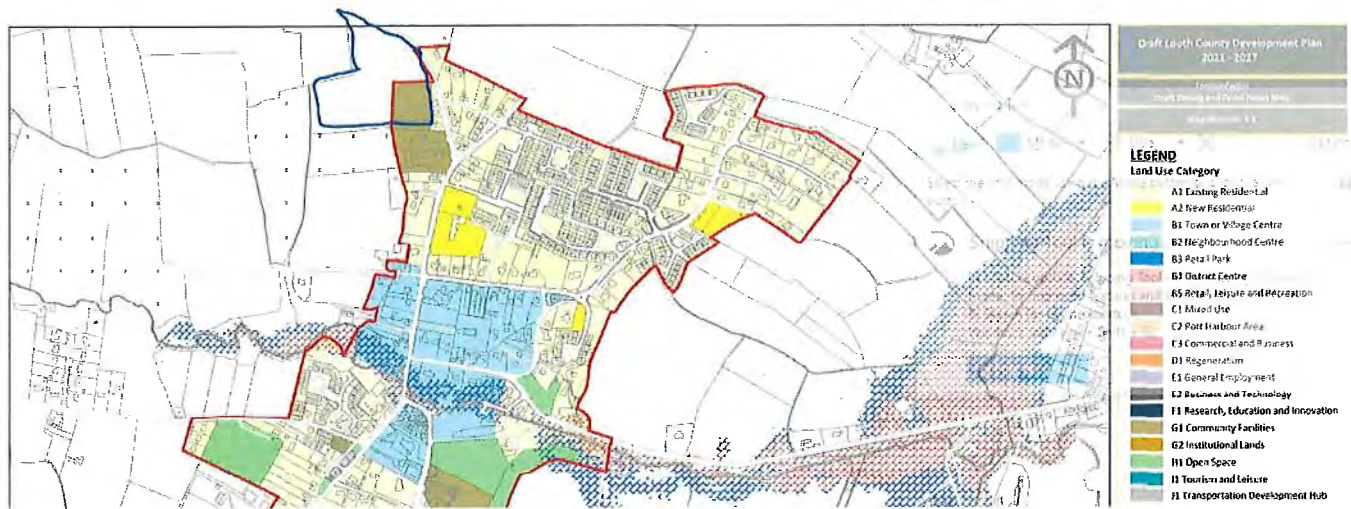 N
Draft Louth County Development Plan
2021 - 2027
LEGEND
Land Use Category
A1 Existing Residential
A2 New Residential
B1 Town or Village Centre
B2 Neighbourhood Centre
B3 Retail Park
B3 District Centre
B5 Retail, Leisure and Recreation
C1 Mixed Use
C2 Port Harbour Area
C3 Commercial and Business
D1 Regeneration
E1 General Employment
E2 Business and Technology
F1 Research, Education and Innovation
G1 Community Facilities
G2 Institutional Lands
H1 Open Space
I1 Tourism and Leisure
J1 Transportation Development Hub